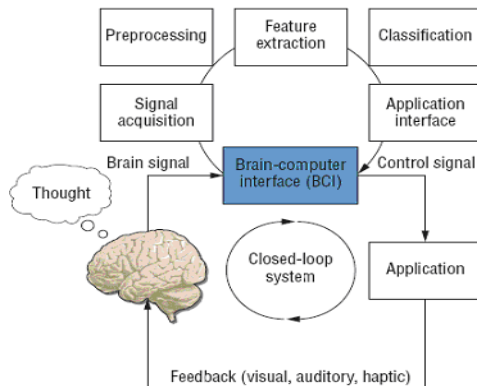 Preprocessing
Feature
extraction
Classification
Signal
acquisition
Application
interface
Brain signal
Brain-computer
interface (BCI)
Control signal
Thought
Closed-loop
system
Application
Feedback (visual, auditory, haptic)